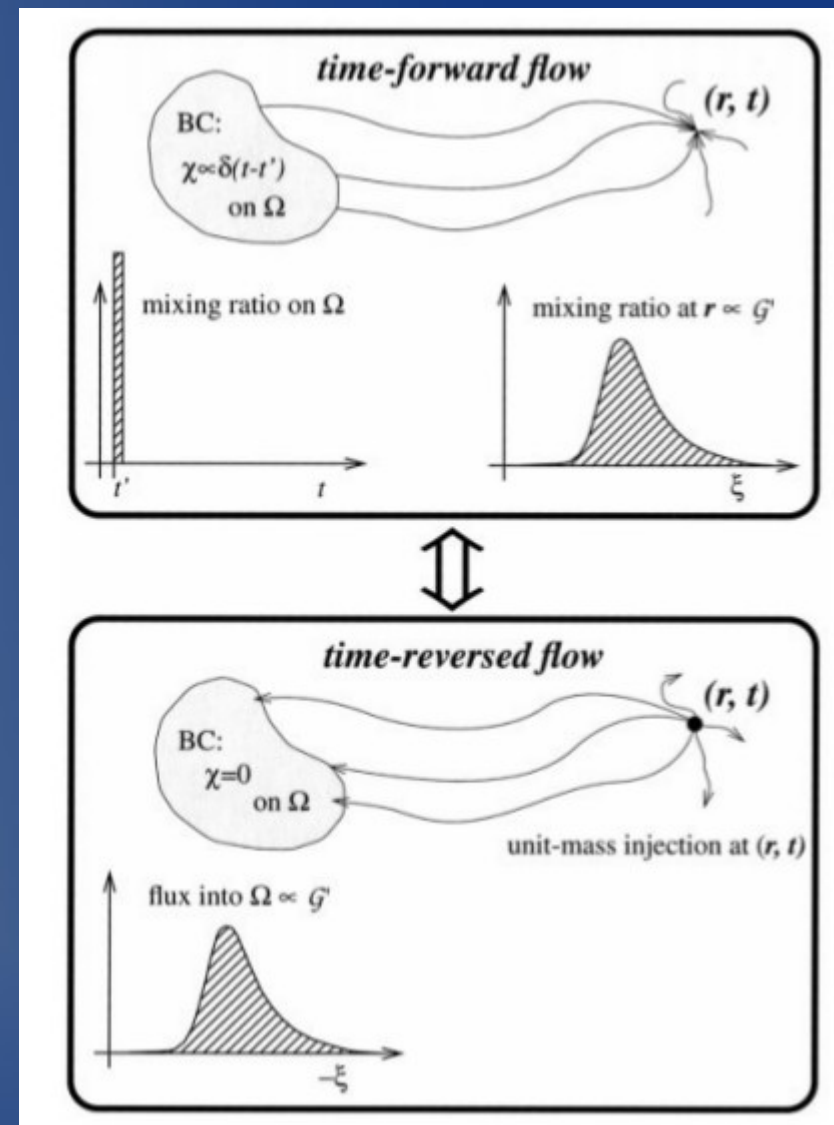 time-forward flow
(r, t)
BC:
χ∝δ(t-t')
on Ω
mixing ratio on Ω
mixing ratio at r ∝ 𝒢'
t'
t
ξ
time-reversed flow
(r, t)
BC:
χ=0
on Ω
unit-mass injection at (r, t)
flux into Ω ∝ 𝒢'
-ξ